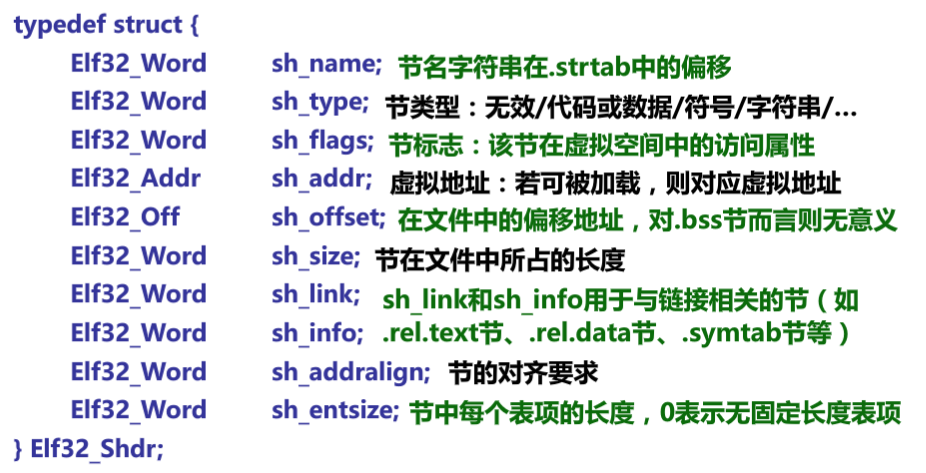 typedef struct {
Elf32_Word sh_name; 节名字符串在.strtab中的偏移
Elf32_Word sh_type; 节类型：无效/代码或数据/符号/字符串/...
Elf32_Word sh_flags; 节标志：该节在虚拟空间中的访问属性
Elf32_Addr sh_addr; 虚拟地址：若可被加载，则对应虚拟地址
Elf32_Off sh_offset; 在文件中的偏移地址，对.bss节而言则无意义
Elf32_Word sh_size; 节在文件中所占的长度
Elf32_Word sh_link; sh_link和sh_info用于与链接相关的节（如
Elf32_Word sh_info; .rel.text节、.rel.data节、.symtab节等）
Elf32_Word sh_addralign; 节的对齐要求
Elf32_Word sh_entsize; 节中每个表项的长度，0表示无固定长度表项
} Elf32_Shdr;